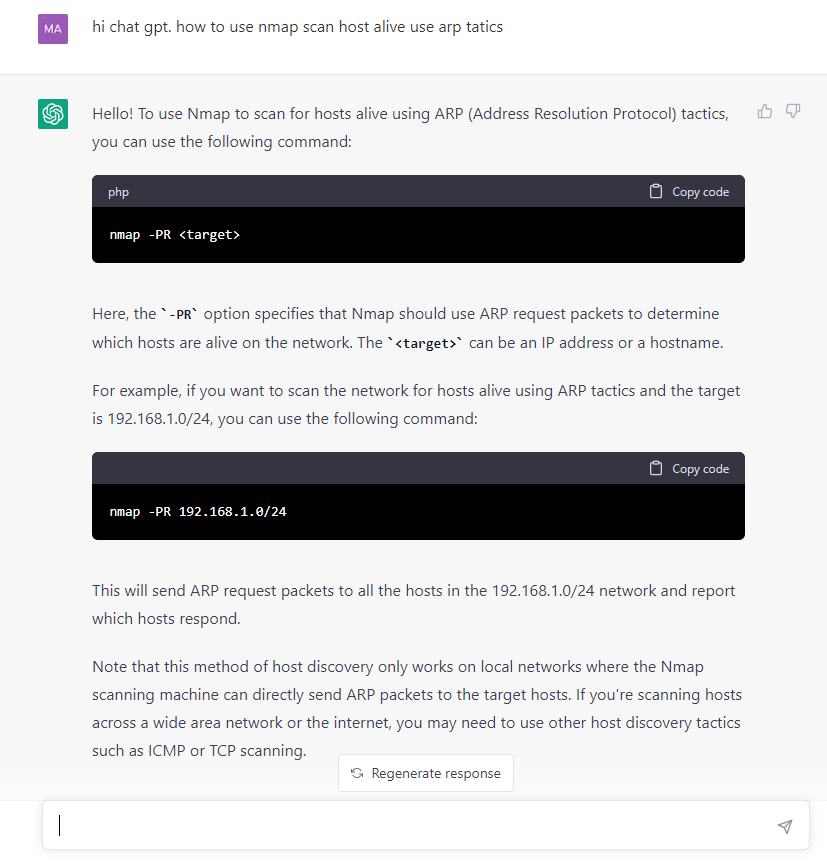 MA
hi chat gpt. how to use nmap scan host alive use arp tatics
Hello! To use Nmap to scan for hosts alive using ARP (Address Resolution Protocol) tactics,
you can use the following command:
php
Copy code
nmap -PR <target>
Here, the `-PR` option specifies that Nmap should use ARP request packets to determine
which hosts are alive on the network. The `<target>` can be an IP address or a hostname.
For example, if you want to scan the network for hosts alive using ARP tactics and the target
is 192.168.1.0/24, you can use the following command:
Copy code
nmap -PR 192.168.1.0/24
This will send ARP request packets to all the hosts in the 192.168.1.0/24 network and report
which hosts respond.
Note that this method of host discovery only works on local networks where the Nmap
scanning machine can directly send ARP packets to the target hosts. If you're scanning hosts
across a wide area network or the internet, you may need to use other host discovery tactics
such as ICMP or TCP scanning.
Regenerate response